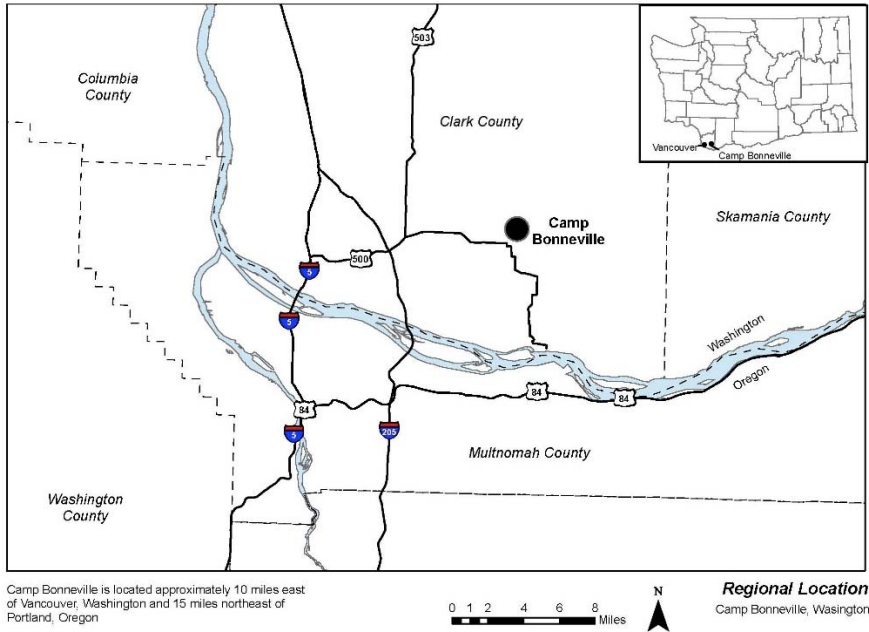 503
Columbia
County
Clark County
Vancouver
Camp Bonneville
Camp
Bonneville
Skamania County
500
5
5
Washington
Oregon
84
84
84
5
205
Multnomah County
Washington
County
Camp Bonneville is located approximately 10 miles east
of Vancouver, Washington and 15 miles northeast of
Portland, Oregon
0 1 2 4 6 8
Miles
N
Regional Location
Camp Bonneville, Wasington